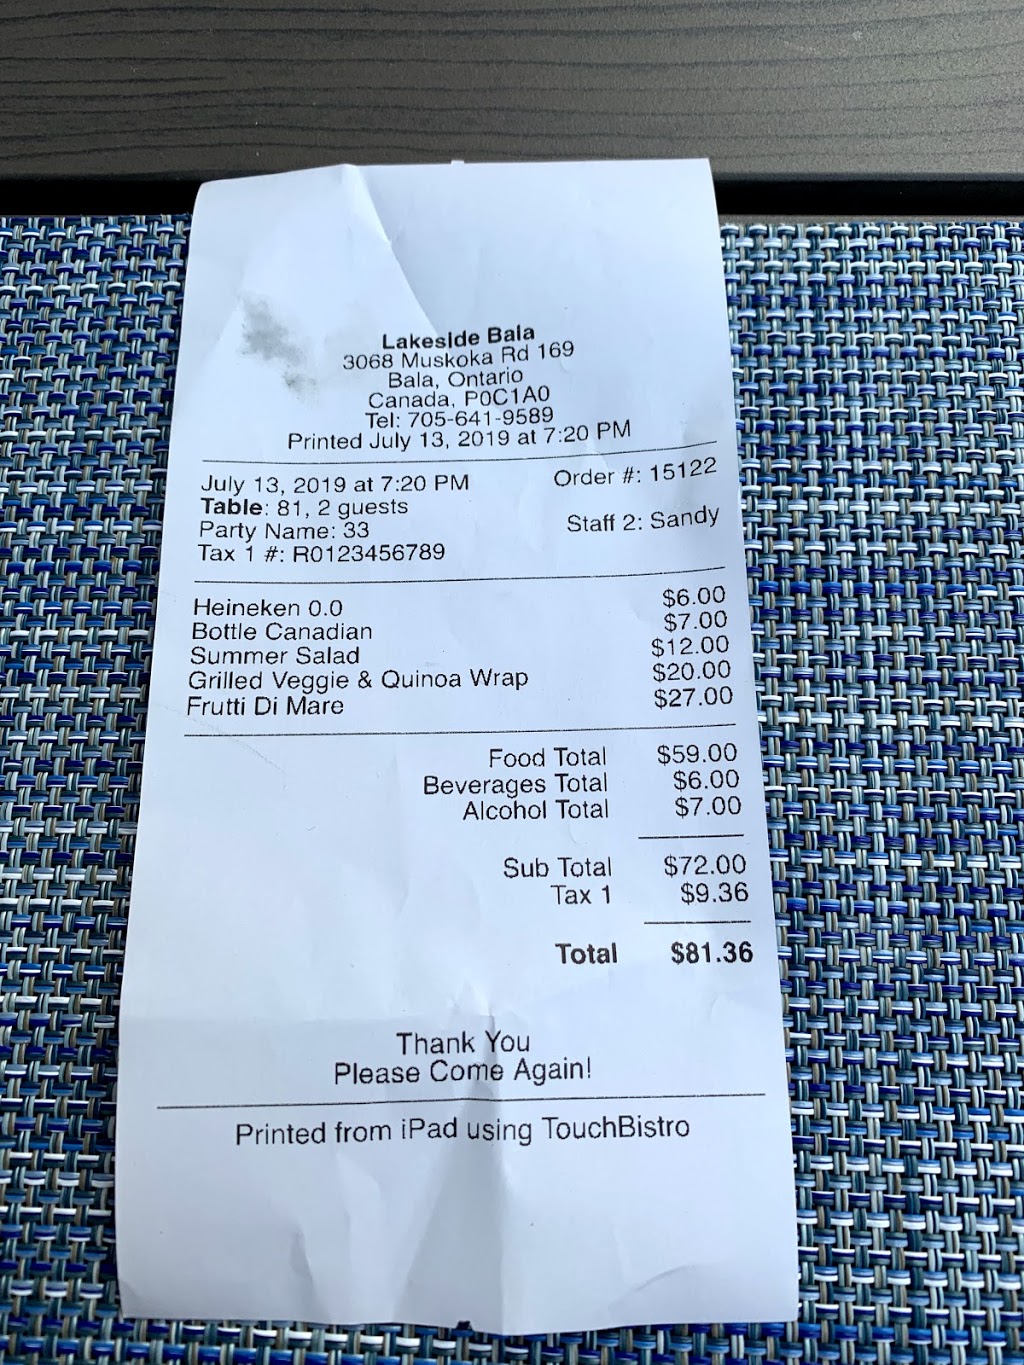 Lakeside Bala
3068 Muskoka Rd 169
Bala, Ontario
Canada, P0C1A0
Tel: 705-641-9589
Printed July 13, 2019 at 7:20 PM
July 13, 2019 at 7:20 PM Order #: 15122
Table: 81, 2 guests
Party Name: 33 Staff 2: Sandy
Tax 1 #: R0123456789
Heineken 0.0 $6.00
Bottle Canadian $7.00
Summer Salad $12.00
Grilled Veggie & Quinoa Wrap $20.00
Frutti Di Mare $27.00
Food Total $59.00
Beverages Total $6.00
Alcohol Total $7.00
Sub Total $72.00
Tax 1 $9.36
Total $81.36
Thank You
Please Come Again!
Printed from iPad using TouchBistro